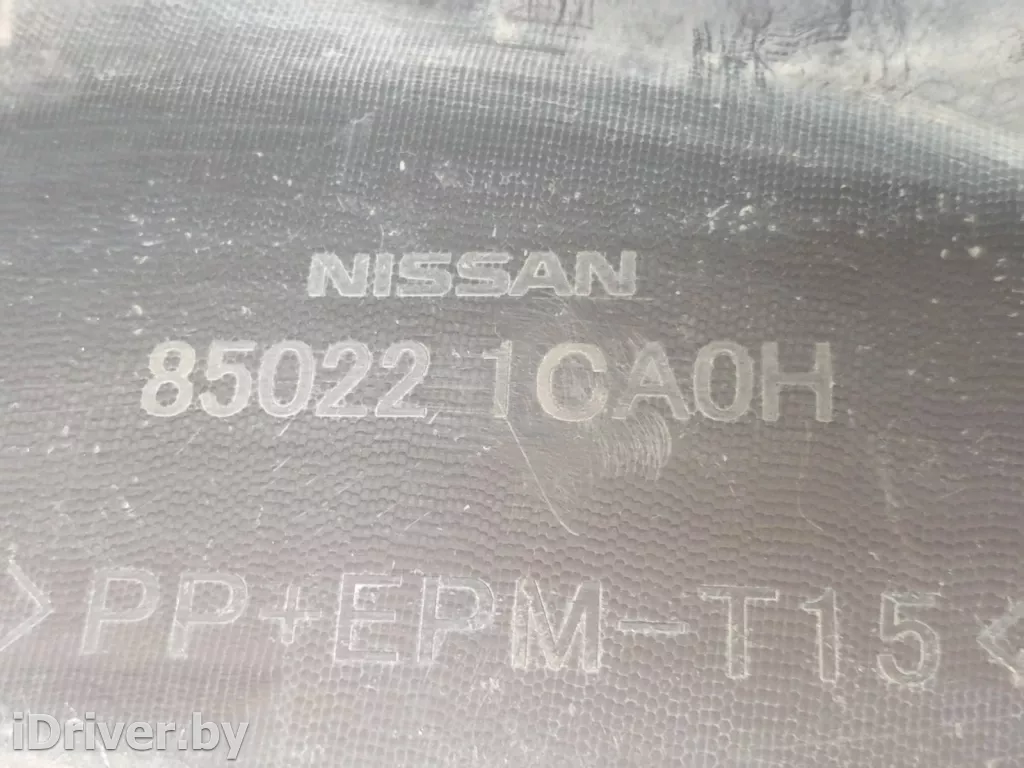 NISSAN
85022 1CA0H
>PP+EPM-T15<
iDriver.by